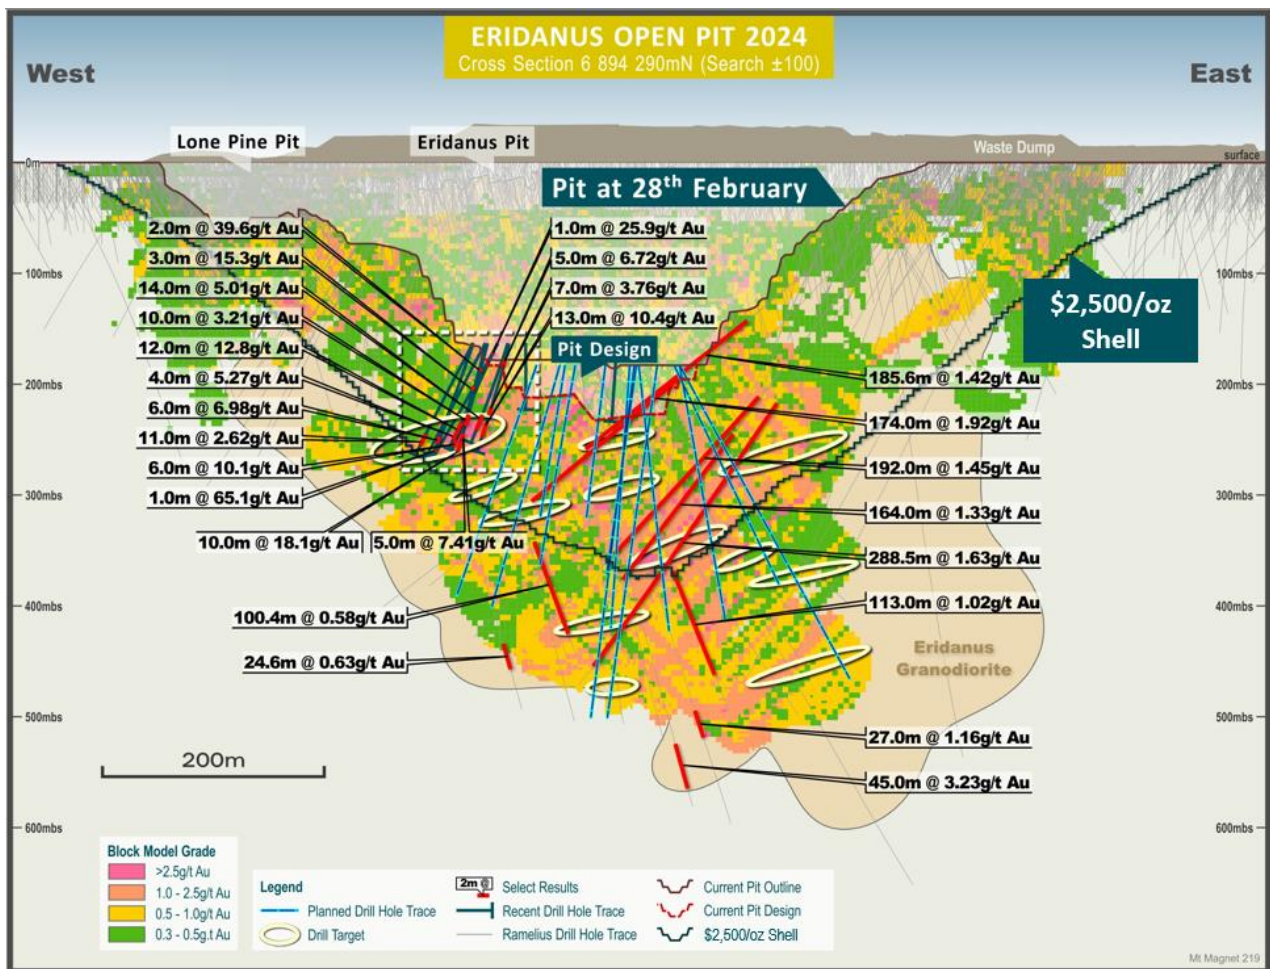 ERIDANUS OPEN PIT 2024
Cross Section 6 894 290mN (Search ±100)
West
East
Lone Pine Pit
Eridanus Pit
Waste Dump
0m
surface
Pit at 28th February
2.0m @ 39.6g/t Au
3.0m @ 15.3g/t Au
14.0m @ 5.01g/t Au
10.0m @ 3.21g/t Au
12.0m @ 12.8g/t Au
4.0m @ 5.27g/t Au
6.0m @ 6.98g/t Au
11.0m @ 2.62g/t Au
6.0m @ 10.1g/t Au
1.0m @ 65.1g/t Au
10.0m @ 18.1g/t Au
5.0m @ 7.41g/t Au
100.4m @ 0.58g/t Au
24.6m @ 0.63g/t Au
1.0m @ 25.9g/t Au
5.0m @ 6.72g/t Au
7.0m @ 3.76g/t Au
13.0m @ 10.4g/t Au
Pit Design
$2,500/oz
Shell
185.6m @ 1.42g/t Au
174.0m @ 1.92g/t Au
192.0m @ 1.45g/t Au
164.0m @ 1.33g/t Au
288.5m @ 1.63g/t Au
113.0m @ 1.02g/t Au
27.0m @ 1.16g/t Au
45.0m @ 3.23g/t Au
Eridanus
Granodiorite
100mbs
200mbs
300mbs
400mbs
500mbs
600mbs
100mbs
200mbs
300mbs
400mbs
500mbs
600mbs
200m
Block Model Grade
>2.5g/t Au
1.0 - 2.5g/t Au
0.5 - 1.0g/t Au
0.3 - 0.5g.t Au
Legend
Planned Drill Hole Trace
Drill Target
2m @
Select Results
Recent Drill Hole Trace
Ramelius Drill Hole Trace
Current Pit Outline
Current Pit Design
$2,500/oz Shell
Mt Magnet 219